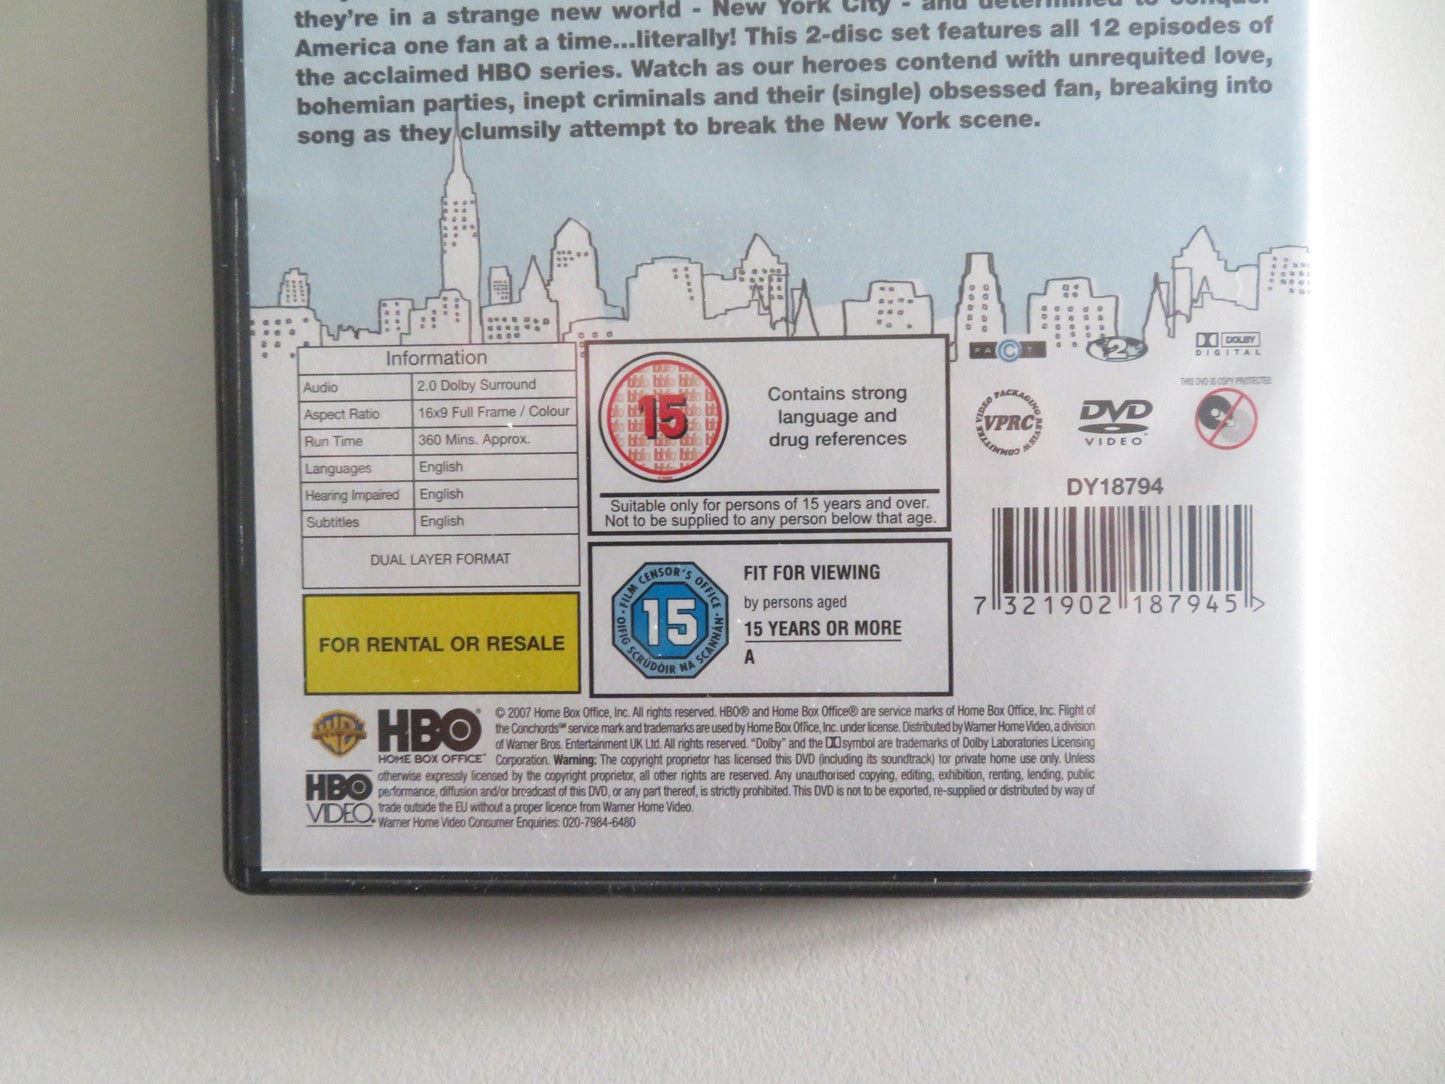 they're in a strange new world - New York City - and determined to conquer
America one fan at a time...literally! This 2-disc set features all 12 episodes of
the acclaimed HBO series. Watch as our heroes contend with unrequited love,
bohemian parties, inept criminals and their (single) obsessed fan, breaking into
song as they clumsily attempt to break the New York scene.
Information
Audio 2.0 Dolby Surround
Aspect Ratio 16x9 Full Frame / Colour
Run Time 360 Mins. Approx.
Languages English
Hearing Impaired English
Subtitles English
DUAL LAYER FORMAT
FOR RENTAL OR RESALE
15
Contains strong
language and
drug references
Suitable only for persons of 15 years and over.
Not to be supplied to any person below that age.
FILM CENSOR'S OFFICE
15
OIFIG SCRÚDÓIR NA SCANNÁN
FIT FOR VIEWING
by persons aged
15 YEARS OR MORE
A
2
DOLBY
DIGITAL
VIDEO PACKAGING REVIEW COMMITTEE
VPRC
DVD
VIDEO™
THIS DVD IS COPY PROTECTED
DY18794
7 321902 187945 >
WB
HBO
HOME BOX OFFICE
HBO
VIDEO
© 2007 Home Box Office, Inc. All rights reserved. HBO® and Home Box Office® are service marks of Home Box Office, Inc. Flight of
the Conchords℠ service mark and trademarks are used by Home Box Office, Inc. under license. Distributed by Warner Home Video, a division
of Warner Bros. Entertainment UK Ltd. All rights reserved. "Dolby" and the symbol are trademarks of Dolby Laboratories Licensing
Corporation. Warning: The copyright proprietor has licensed this DVD (including its soundtrack) for private home use only. Unless
otherwise expressly licensed by the copyright proprietor, all other rights are reserved. Any unauthorised copying, editing, exhibition, renting, lending, public
performance, diffusion and/or broadcast of this DVD, or any part thereof, is strictly prohibited. This DVD is not to be exported, re-supplied or distributed by way of
trade outside the EU without a proper licence from Warner Home Video.
Warner Home Video Consumer Enquiries: 020-7984-6480